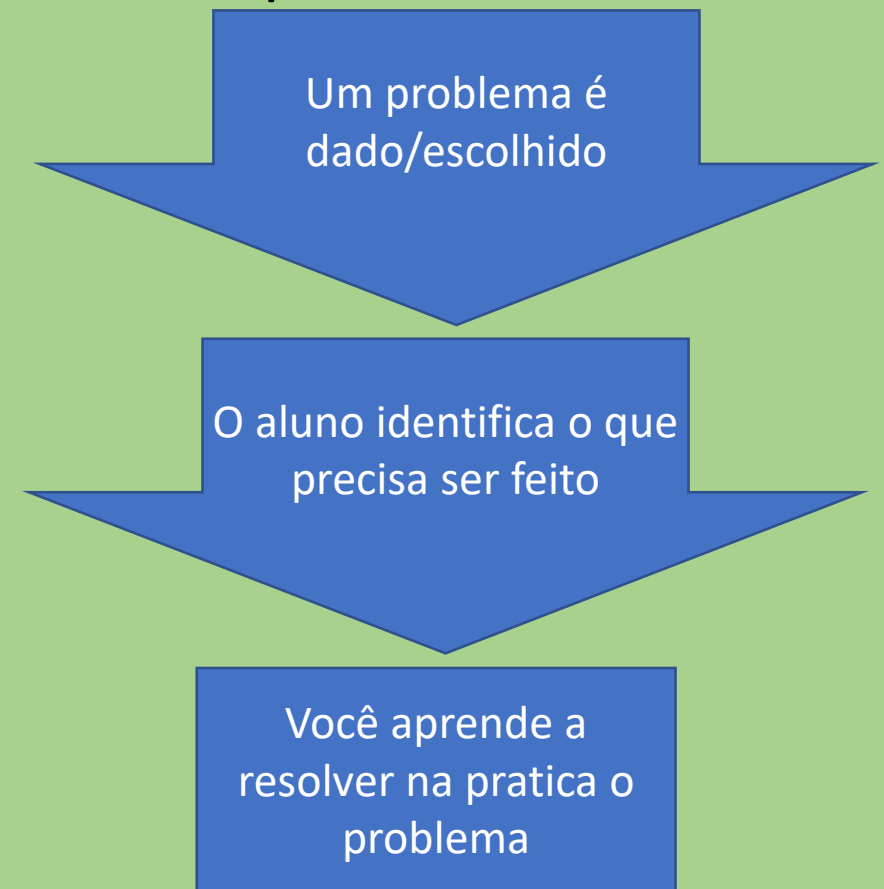 Um problema é
dado/escolhido
O aluno identifica o que
precisa ser feito
Você aprende a
resolver na pratica o
problema